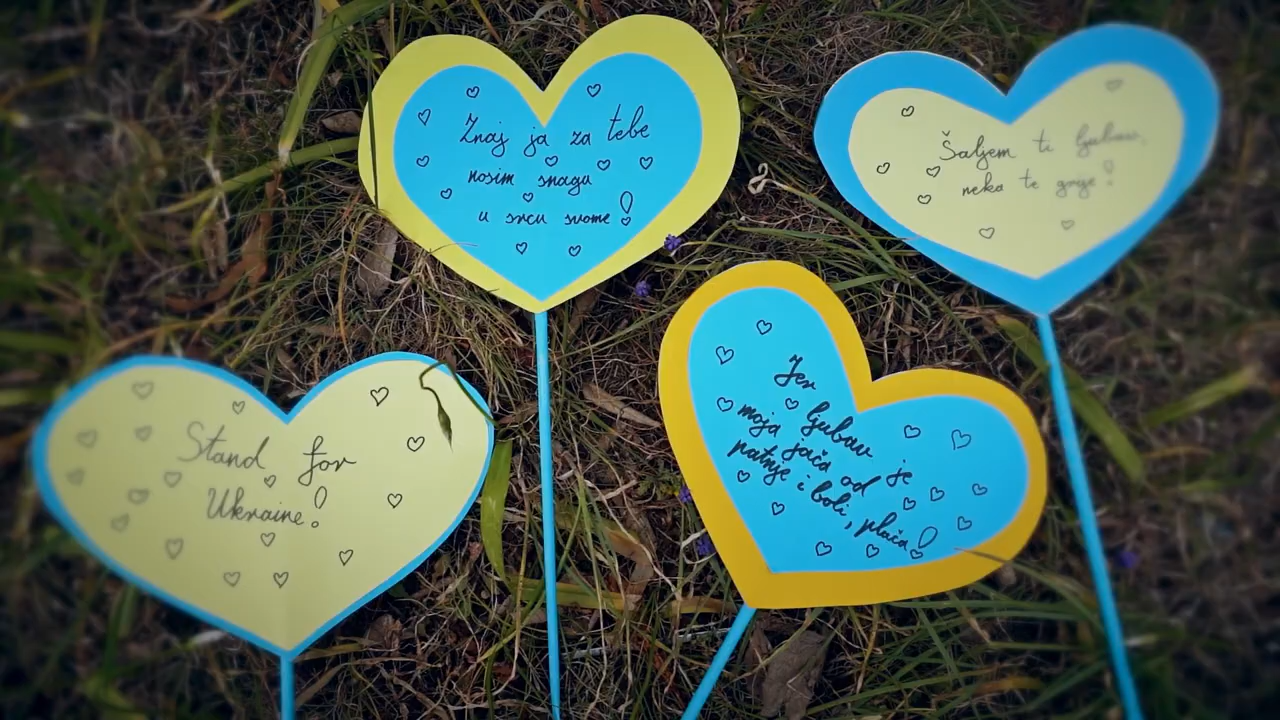 Znaj ja za tebe
nosim snagu
u srcu svome!
Šaljem ti ljubav,
neka te grije!
Stand for
Ukraine!
Jer ljubav
moja jača od je
patnje i boli, plača!